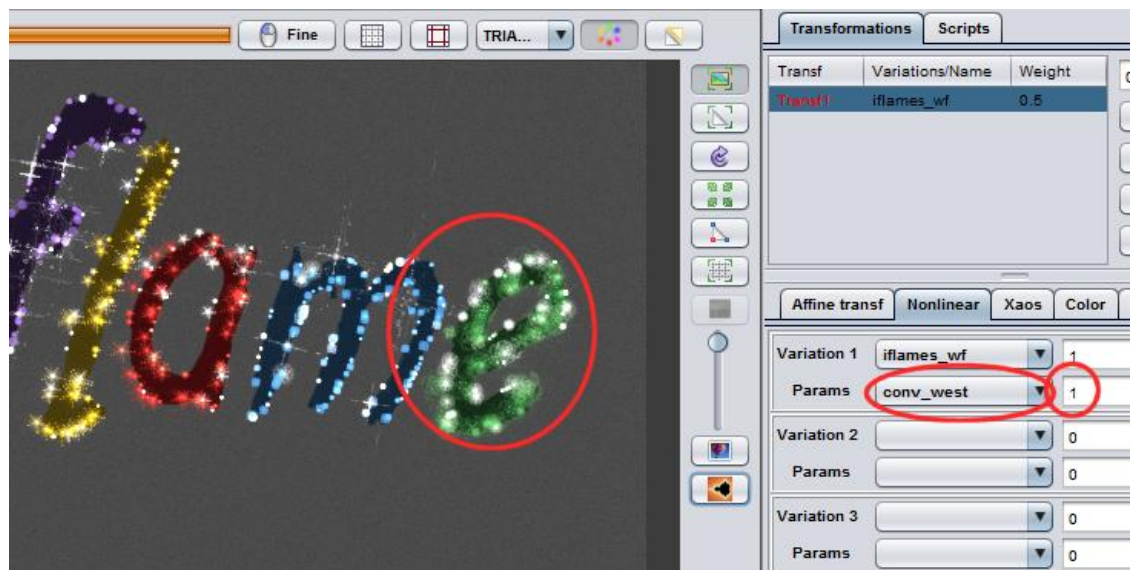 Fine TRIA...
Transformations Scripts
Transf Variations/Name Weight
Transf1 iflames_wf 0.5
flame
Affine transf Nonlinear Xaos Color
Variation 1 iflames_wf 1
Params conv_west 1
Variation 2 0
Params 0
Variation 3 0
Params 0